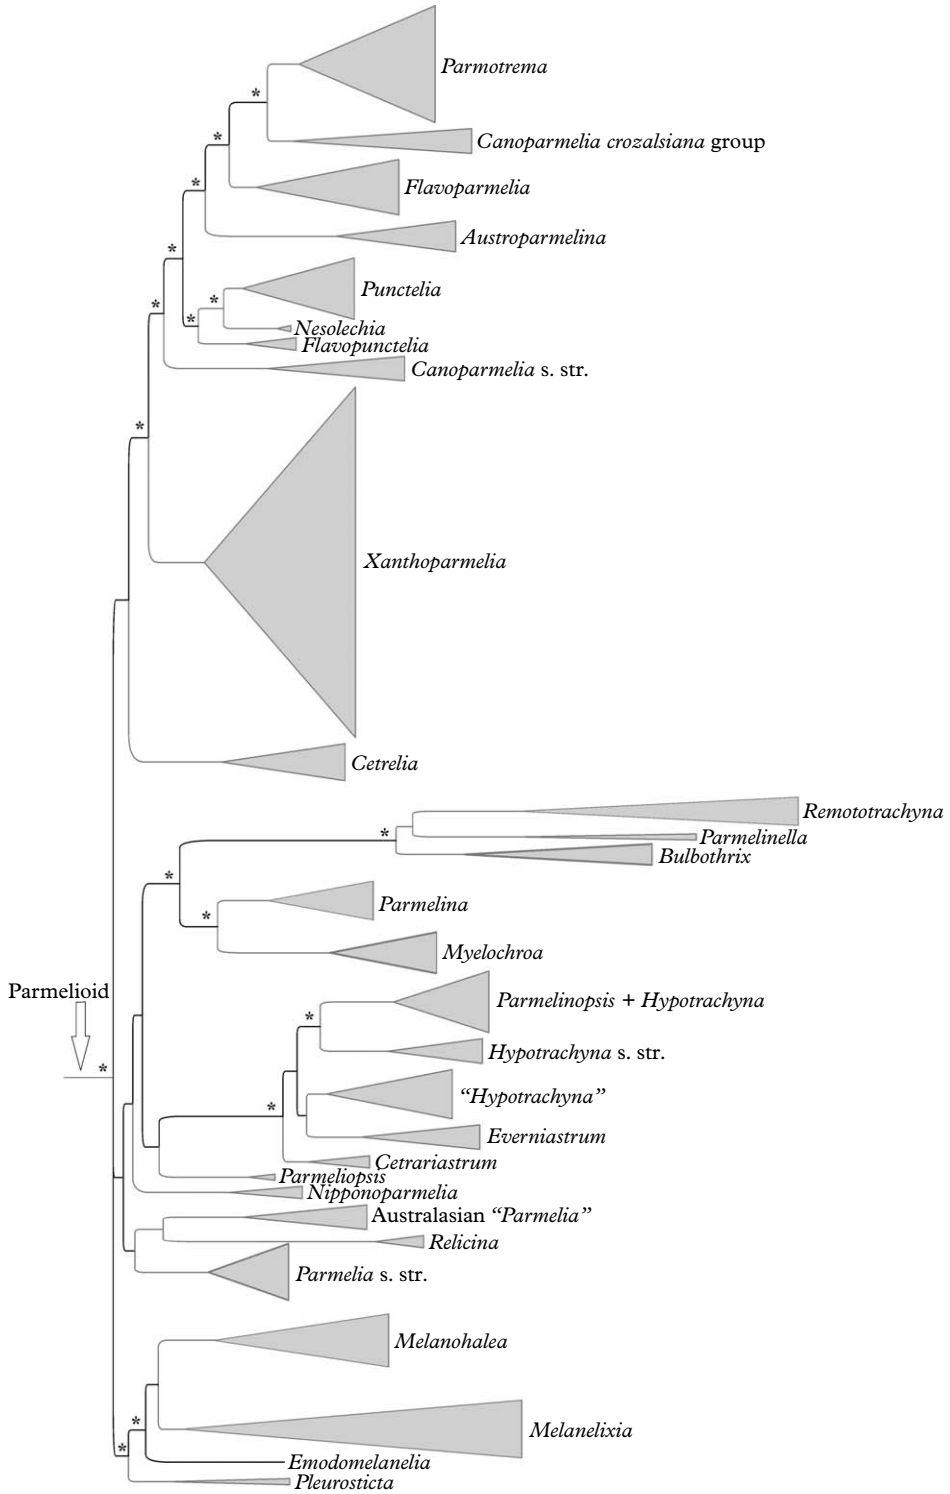 Parmotrema
Canoparmelia crozalsiana group
Flavoparmelia
Austroparmelina
Punctelia
Nesolechia
Flavopunctelia
Canoparmelia s. str.
Xanthoparmelia
Cetrelia
Remototrachyna
Parmelinella
Bulbothrix
Parmelina
Myelochroa
Parmelioid
Parmelinopsis + Hypotrachyna
Hypotrachyna s. str.
“Hypotrachyna”
Everniastrum
Cetrariastrum
Parmeliopsis
Nipponoparmelia
Australasian “Parmelia”
Relicina
Parmelia s. str.
Melanohalea
Melanelixia
Emodomelanelia
Pleurosticta